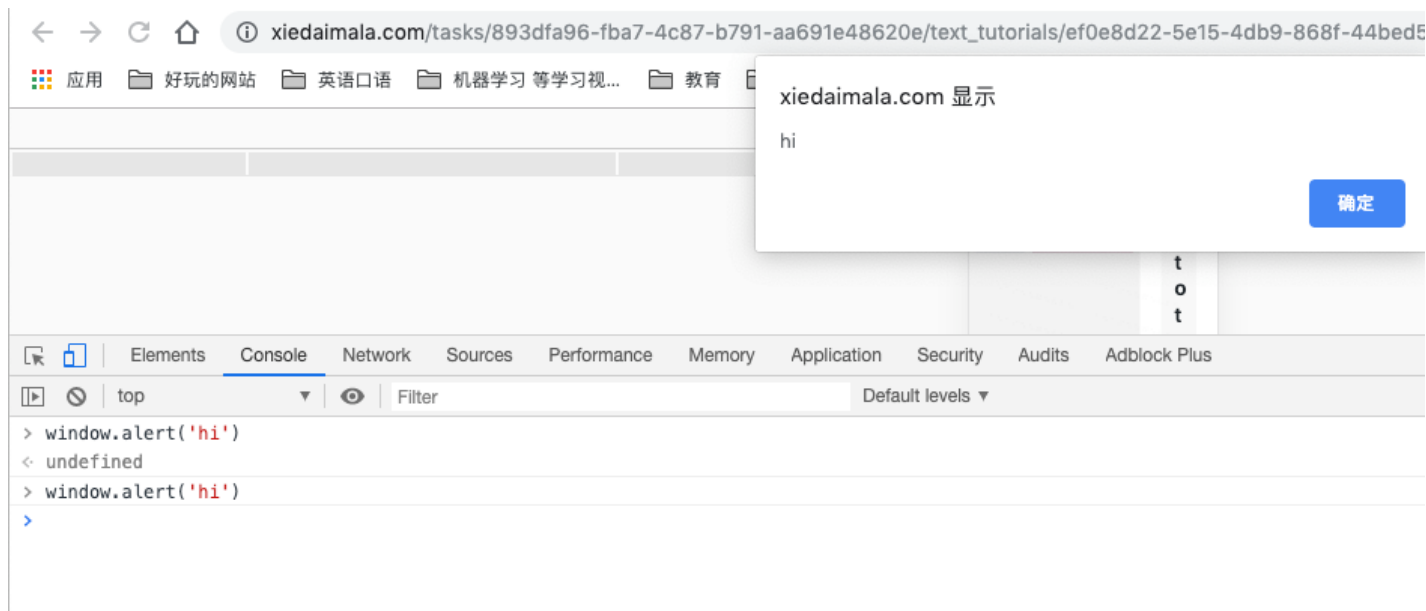 xiedaimala.com/tasks/893dfa96-fba7-4c87-b791-aa691e48620e/text_tutorials/ef0e8d22-5e15-4db9-868f-44bed5
应用 好玩的网站 英语口语 机器学习 等学习视... 教育
xiedaimala.com 显示
hi
确定
t
o
t
Elements Console Network Sources Performance Memory Application Security Audits Adblock Plus
top ▼ Filter Default levels ▼
> window.alert('hi')
undefined
> window.alert('hi')
>